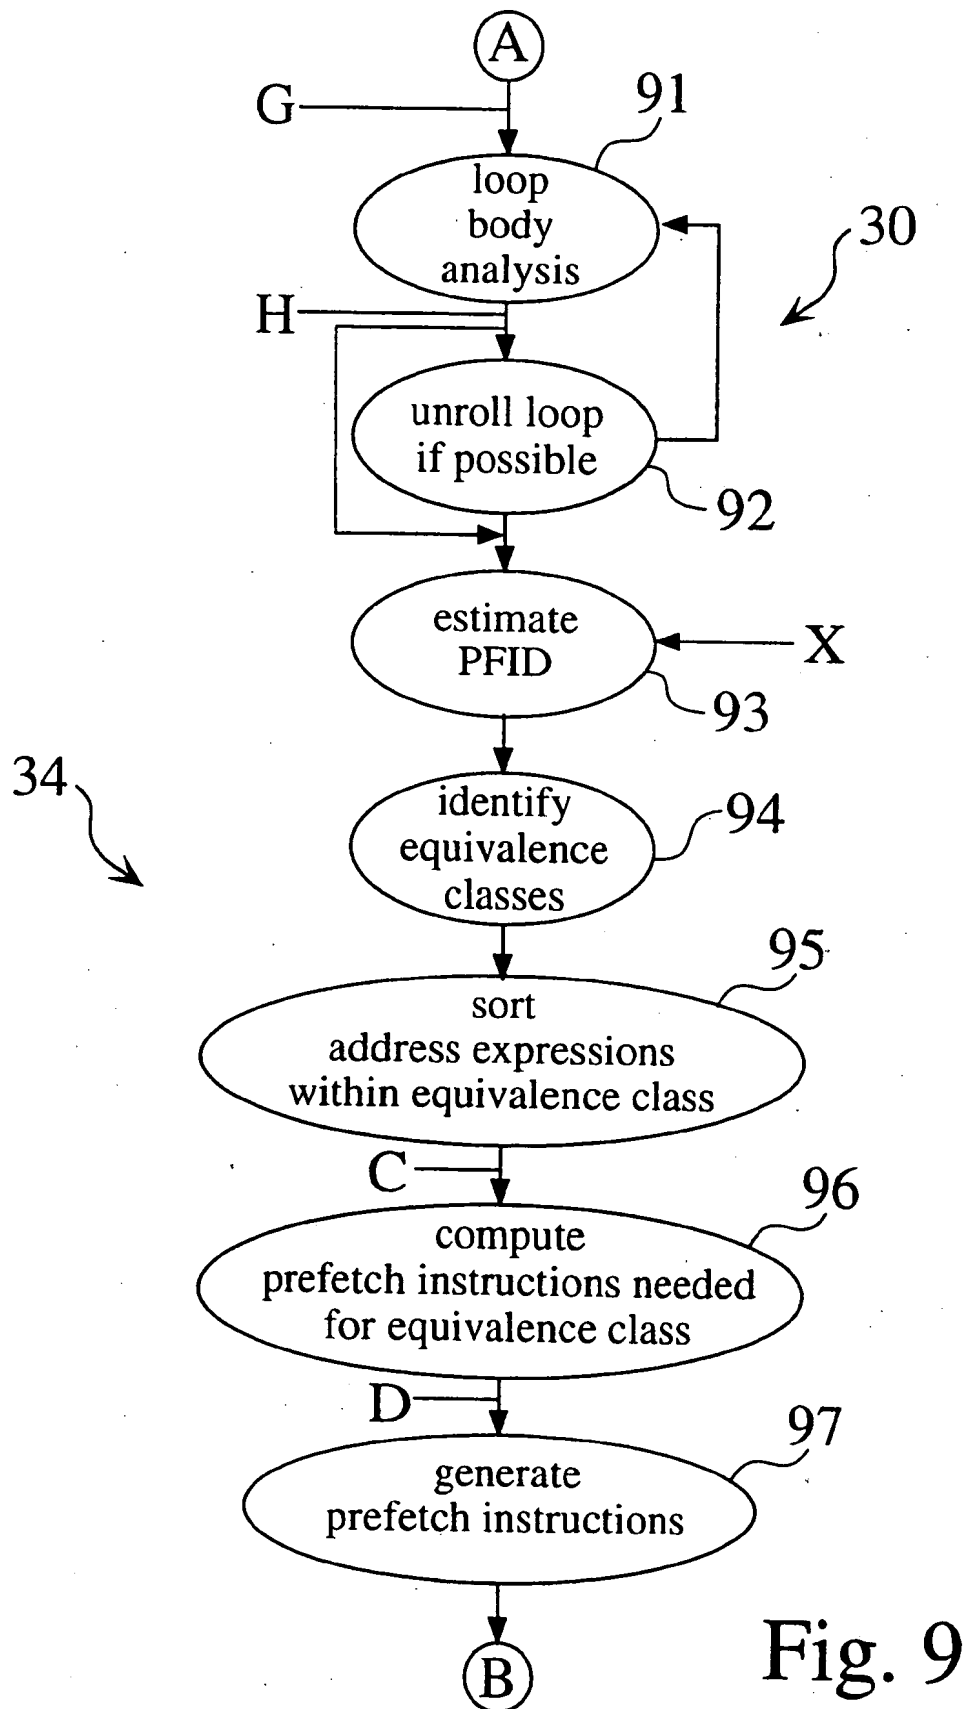 A
G
91
loop
body
analysis
30
H
unroll loop
if possible
92
estimate
PFID
X
93
34
identify
equivalence
classes
94
95
sort
address expressions
within equivalence class
C
96
compute
prefetch instructions needed
for equivalence class
D
97
generate
prefetch instructions
B
Fig. 9